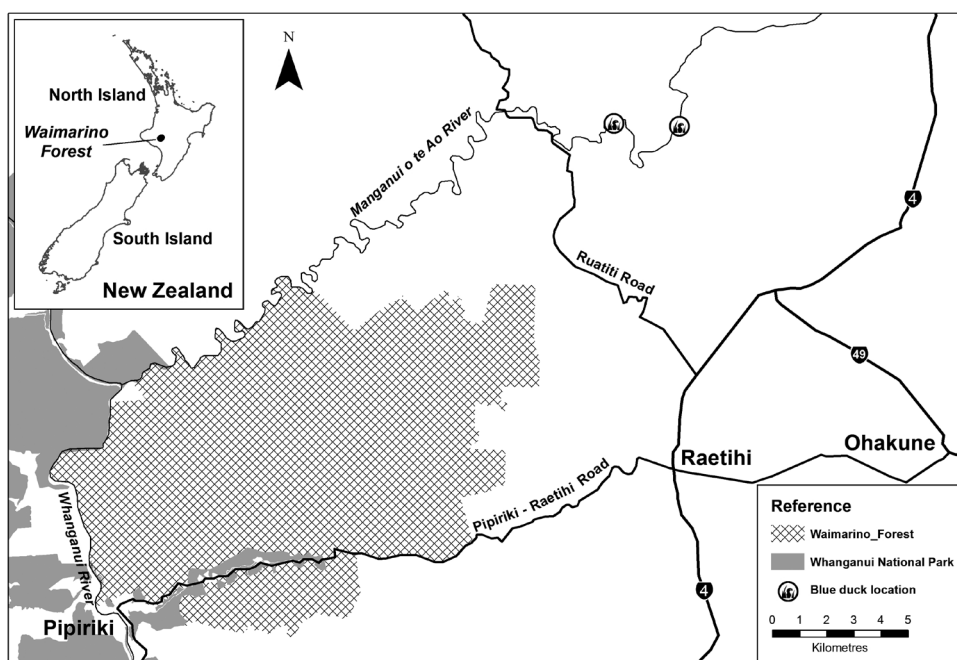 North Island
Waimarino
Forest
South Island
New Zealand
N
Manganui o te Ao River
Ruatiti Road
4
49
Ohakune
Raetihi
Pipiriki - Raetihi Road
Whanganui River
Pipiriki
4
Reference
Waimarino_Forest
Whanganui National Park
Blue duck location
0 1 2 3 4 5
Kilometres